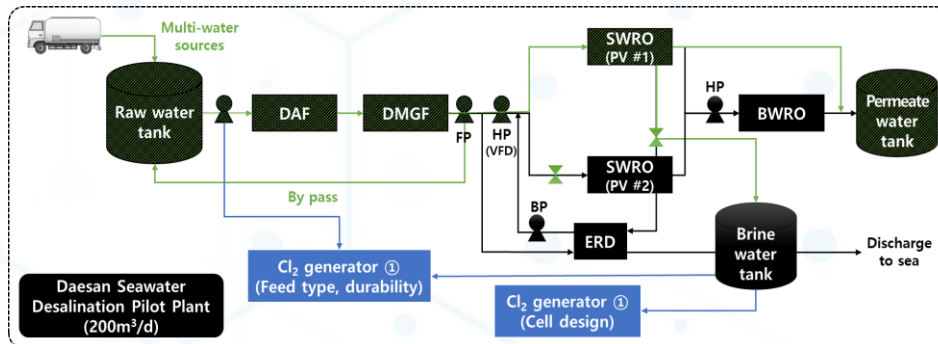 Multi-water
sources
Raw water
tank
DAF
DMGF
FP
HP
(VFD)
SWRO
(PV #1)
SWRO
(PV #2)
HP
BWRO
Permeate
water
tank
By pass
BP
ERD
Brine
water
tank
Discharge
to sea
Cl₂ generator ①
(Feed type, durability)
Cl₂ generator ①
(Cell design)
Daesan Seawater
Desalination Pilot Plant
(200m³/d)